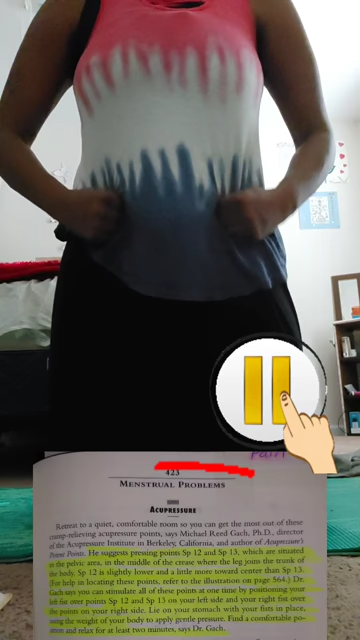 Pain
423
MENSTRUAL PROBLEMS
ACUPRESSURE
Retreat to a quiet, comfortable room so you can get the most out of these
cramp-relieving acupressure points, says Michael Reed Gach, Ph.D., director
of the Acupressure Institute in Berkeley, California, and author of Acupressure's
Potent Points. He suggests pressing points Sp 12 and Sp 13, which are situated
in the pelvic area, in the middle of the crease where the leg joins the trunk of
the body. Sp 12 is slightly lower and a little more toward center than Sp 13.
(For help in locating these points, refer to the illustration on page 564.) Dr.
Gach says you can stimulate all of these points at one time by positioning your
left fist over points Sp 12 and Sp 13 on your left side and your right fist over
the points on your right side. Lie on your stomach with your fists in place,
using the weight of your body to apply gentle pressure. Find a comfortable po-
sition and relax for at least two minutes, says Dr. Gach.